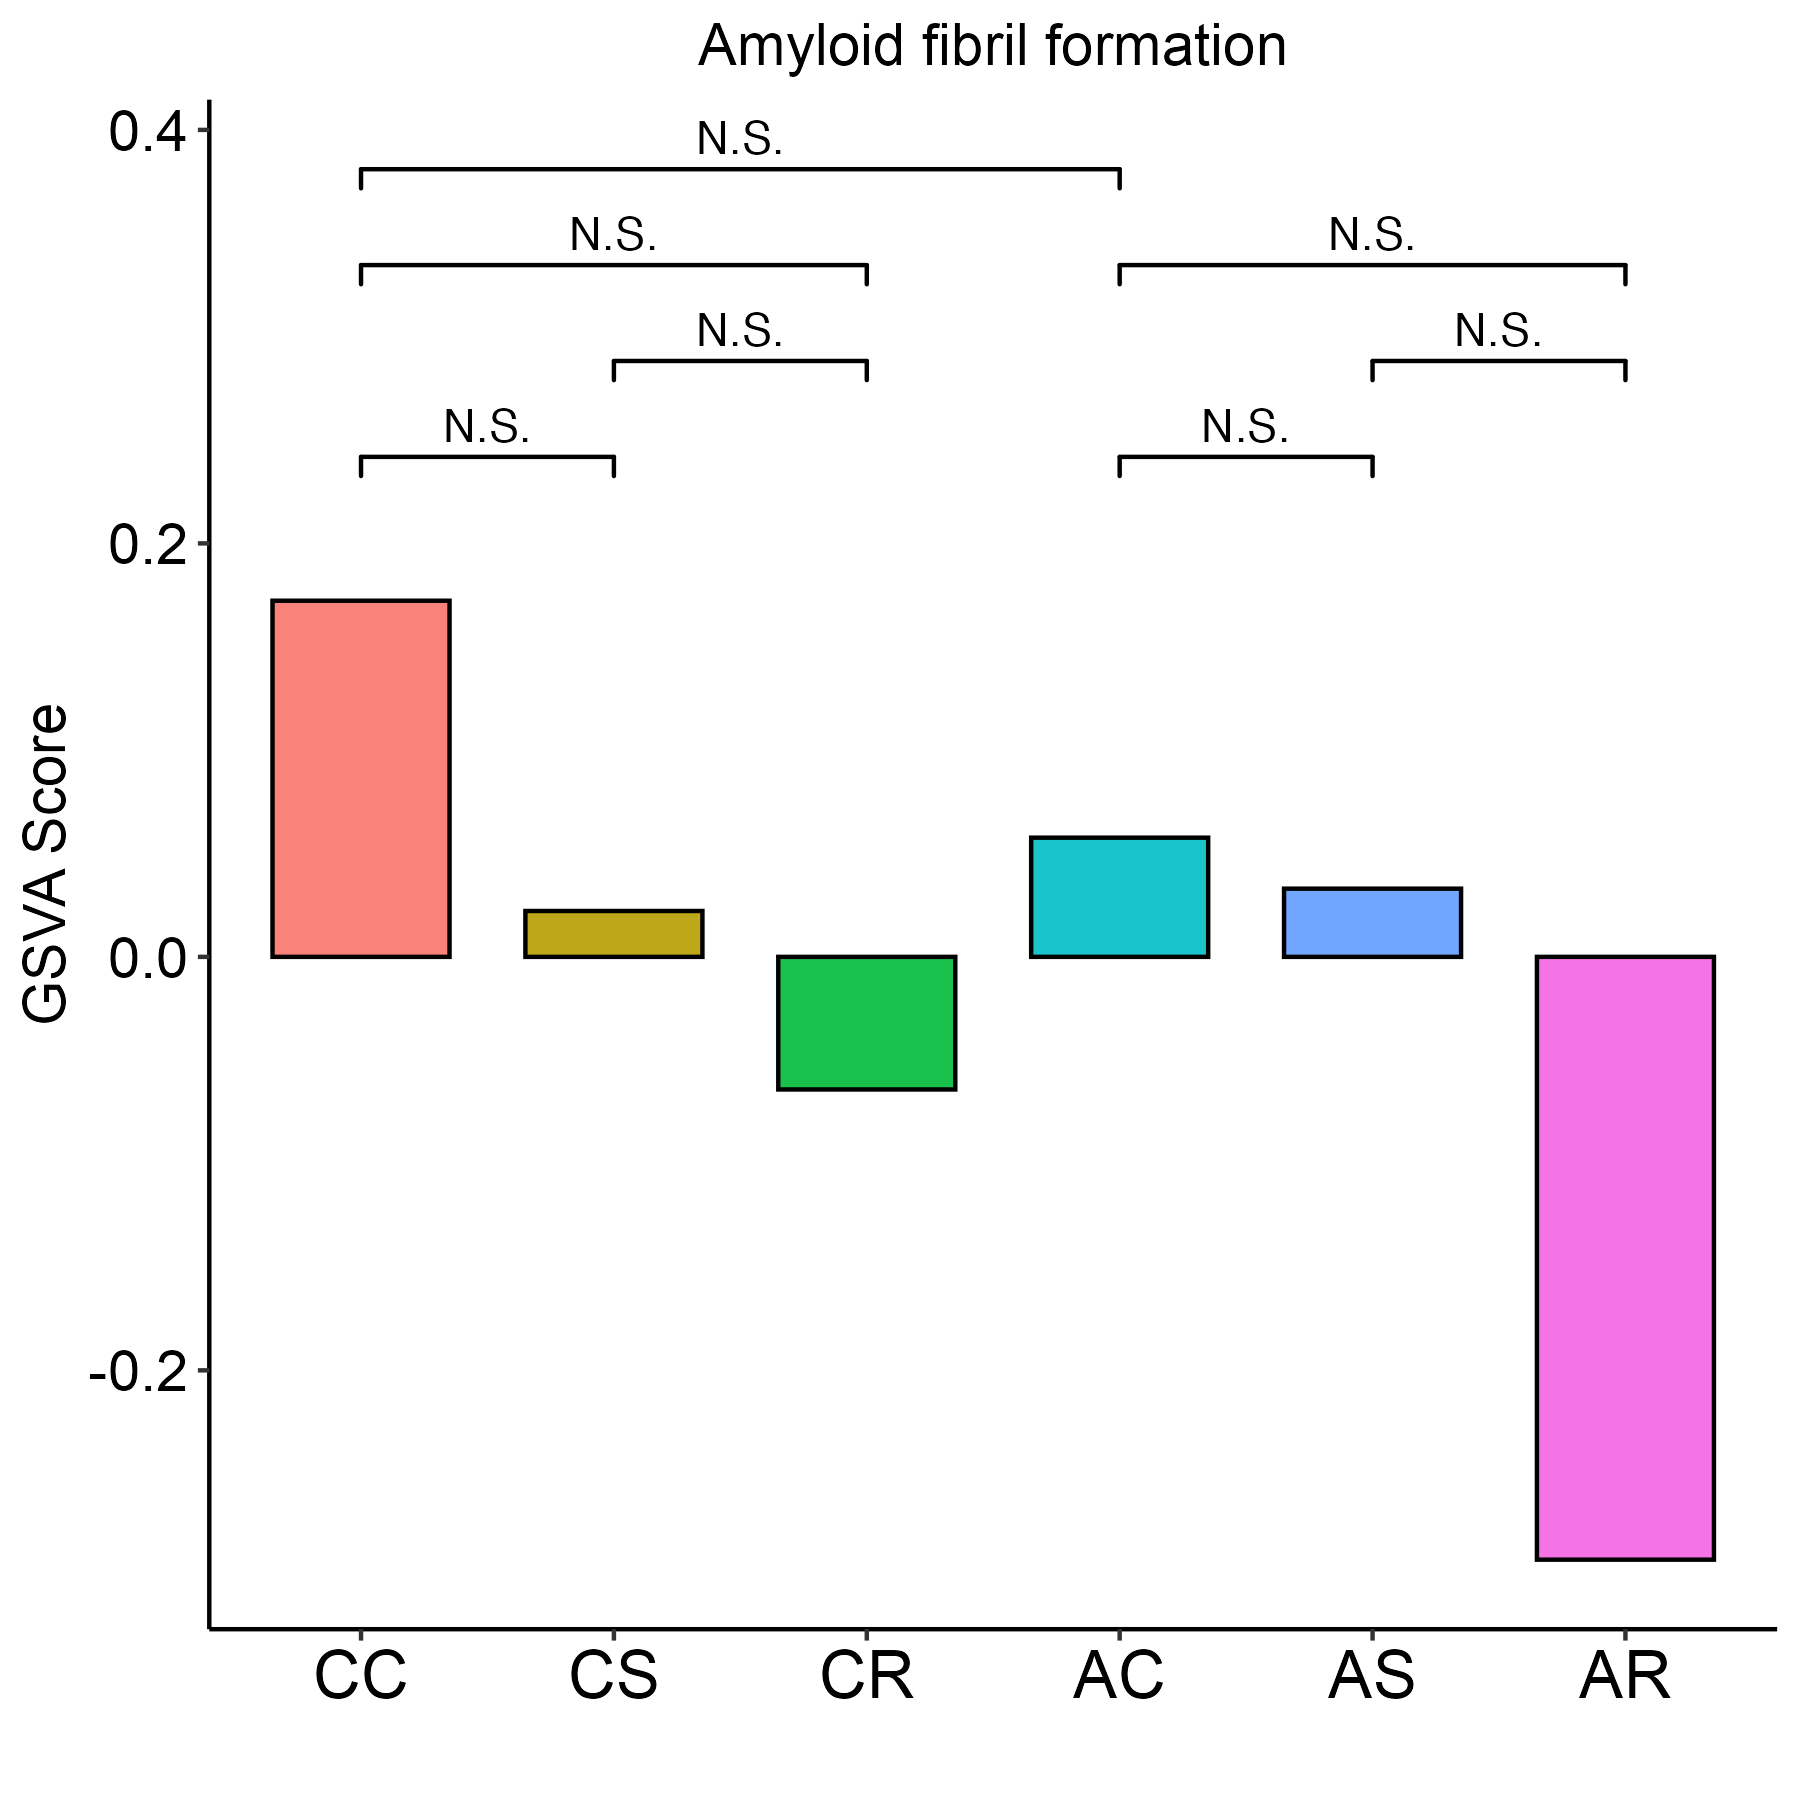 Amyloid fibril formation
0.4
N.S.
N.S.
N.S.
N.S.
N.S.
N.S.
N.S.
0.2
GSVA Score
0.0
-0.2
CC
CS
CR
AC
AS
AR